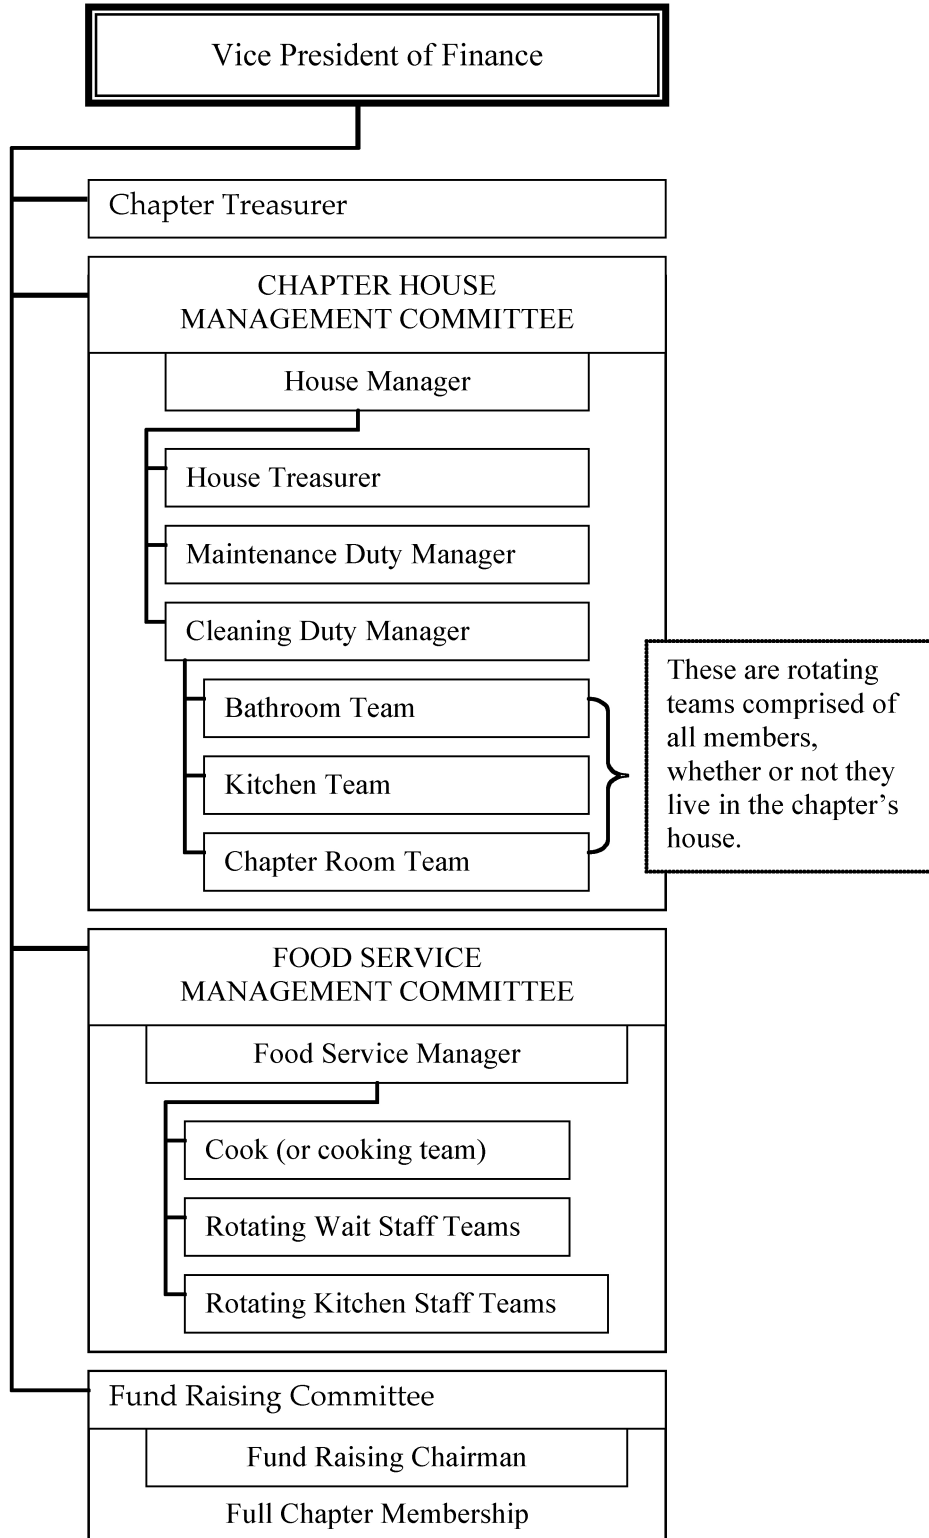 Vice President of Finance
Chapter Treasurer
CHAPTER HOUSE
MANAGEMENT COMMITTEE
House Manager
House Treasurer
Maintenance Duty Manager
Cleaning Duty Manager
Bathroom Team
Kitchen Team
Chapter Room Team
These are rotating
teams comprised of
all members,
whether or not they
live in the chapter’s
house.
FOOD SERVICE
MANAGEMENT COMMITTEE
Food Service Manager
Cook (or cooking team)
Rotating Wait Staff Teams
Rotating Kitchen Staff Teams
Fund Raising Committee
Fund Raising Chairman
Full Chapter Membership